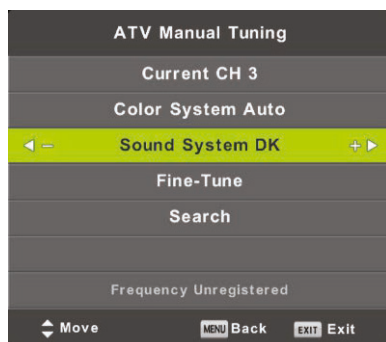 ATV Manual Tuning
Current CH 3
Color System Auto
− Sound System DK +
Fine-Tune
Search
Frequency Unregistered
Move MENU Back EXIT Exit